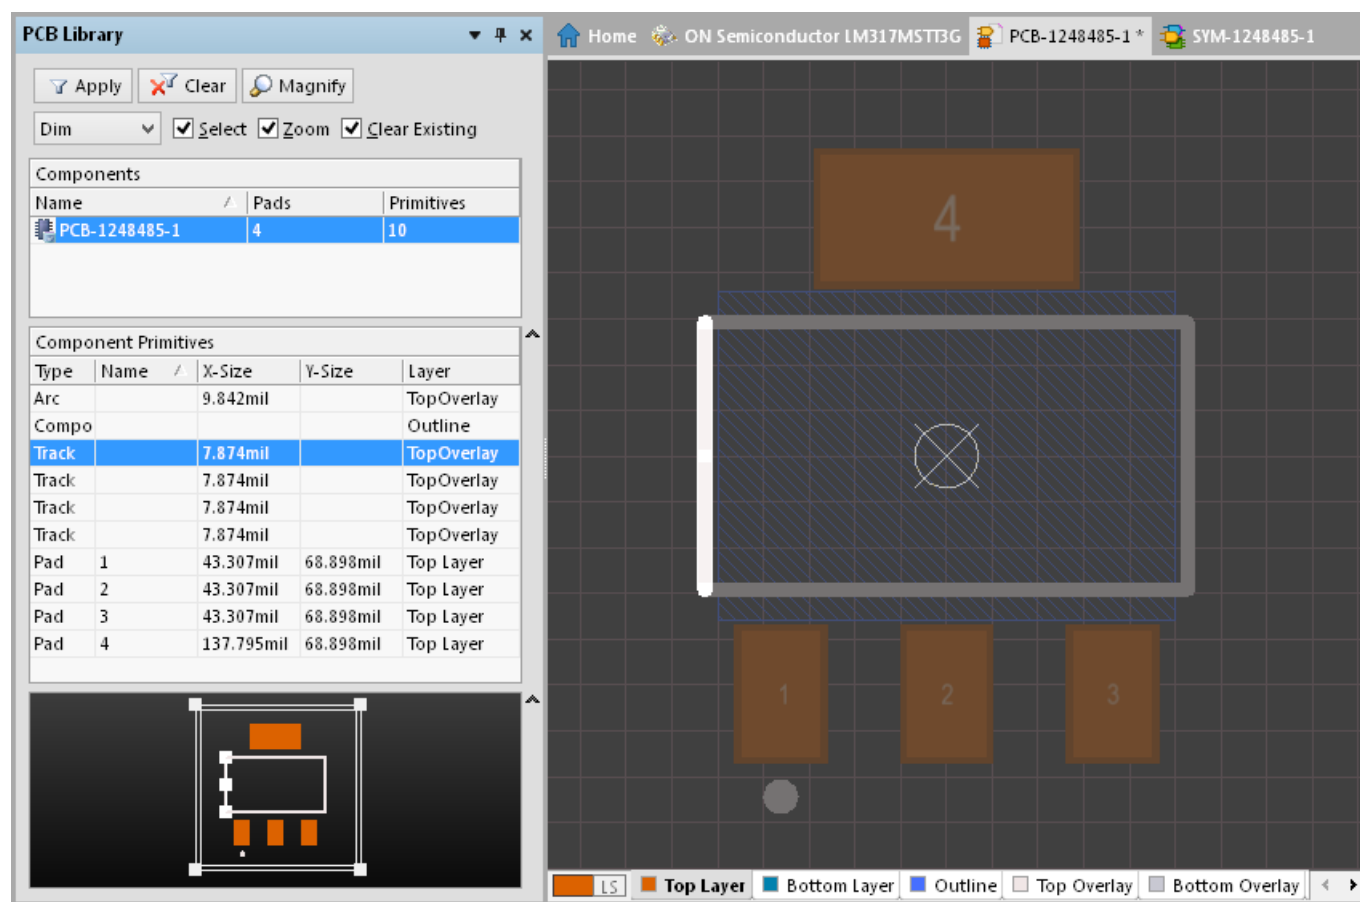 PCB Library
Home ON Semiconductor LM317MSTT3G PCB-1248485-1 * SYM-1248485-1
Apply Clear Magnify
Dim Select Zoom Clear Existing
Components
Name Pads Primitives
PCB-1248485-1 4 10
Component Primitives
Type Name X-Size Y-Size Layer
Arc 9.842mil TopOverlay
Compo Outline
Track 7.874mil TopOverlay
Track 7.874mil TopOverlay
Track 7.874mil TopOverlay
Track 7.874mil TopOverlay
Pad 1 43.307mil 68.898mil Top Layer
Pad 2 43.307mil 68.898mil Top Layer
Pad 3 43.307mil 68.898mil Top Layer
Pad 4 137.795mil 68.898mil Top Layer
4
1 2 3
LS Top Layer Bottom Layer Outline Top Overlay Bottom Overlay